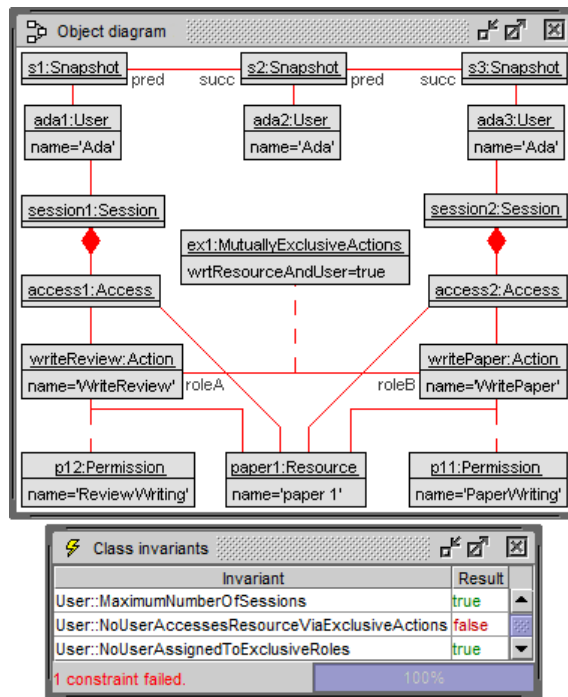 Object diagram
s1:Snapshot s2:Snapshot s3:Snapshot
pred succ pred succ
ada1:User ada2:User ada3:User
name='Ada' name='Ada' name='Ada'
session1:Session session2:Session
ex1:MutuallyExclusiveActions
wrtResourceAndUser=true
access1:Access access2:Access
writeReview:Action writePaper:Action
name='WriteReview' roleA roleB name='WritePaper'
p12:Permission paper1:Resource p11:Permission
name='ReviewWriting' name='paper 1' name='PaperWriting'
Class invariants
Invariant Result
User::MaximumNumberOfSessions true
User::NoUserAccessesResourceViaExclusiveActions false
User::NoUserAssignedToExclusiveRoles true
1 constraint failed. 100%